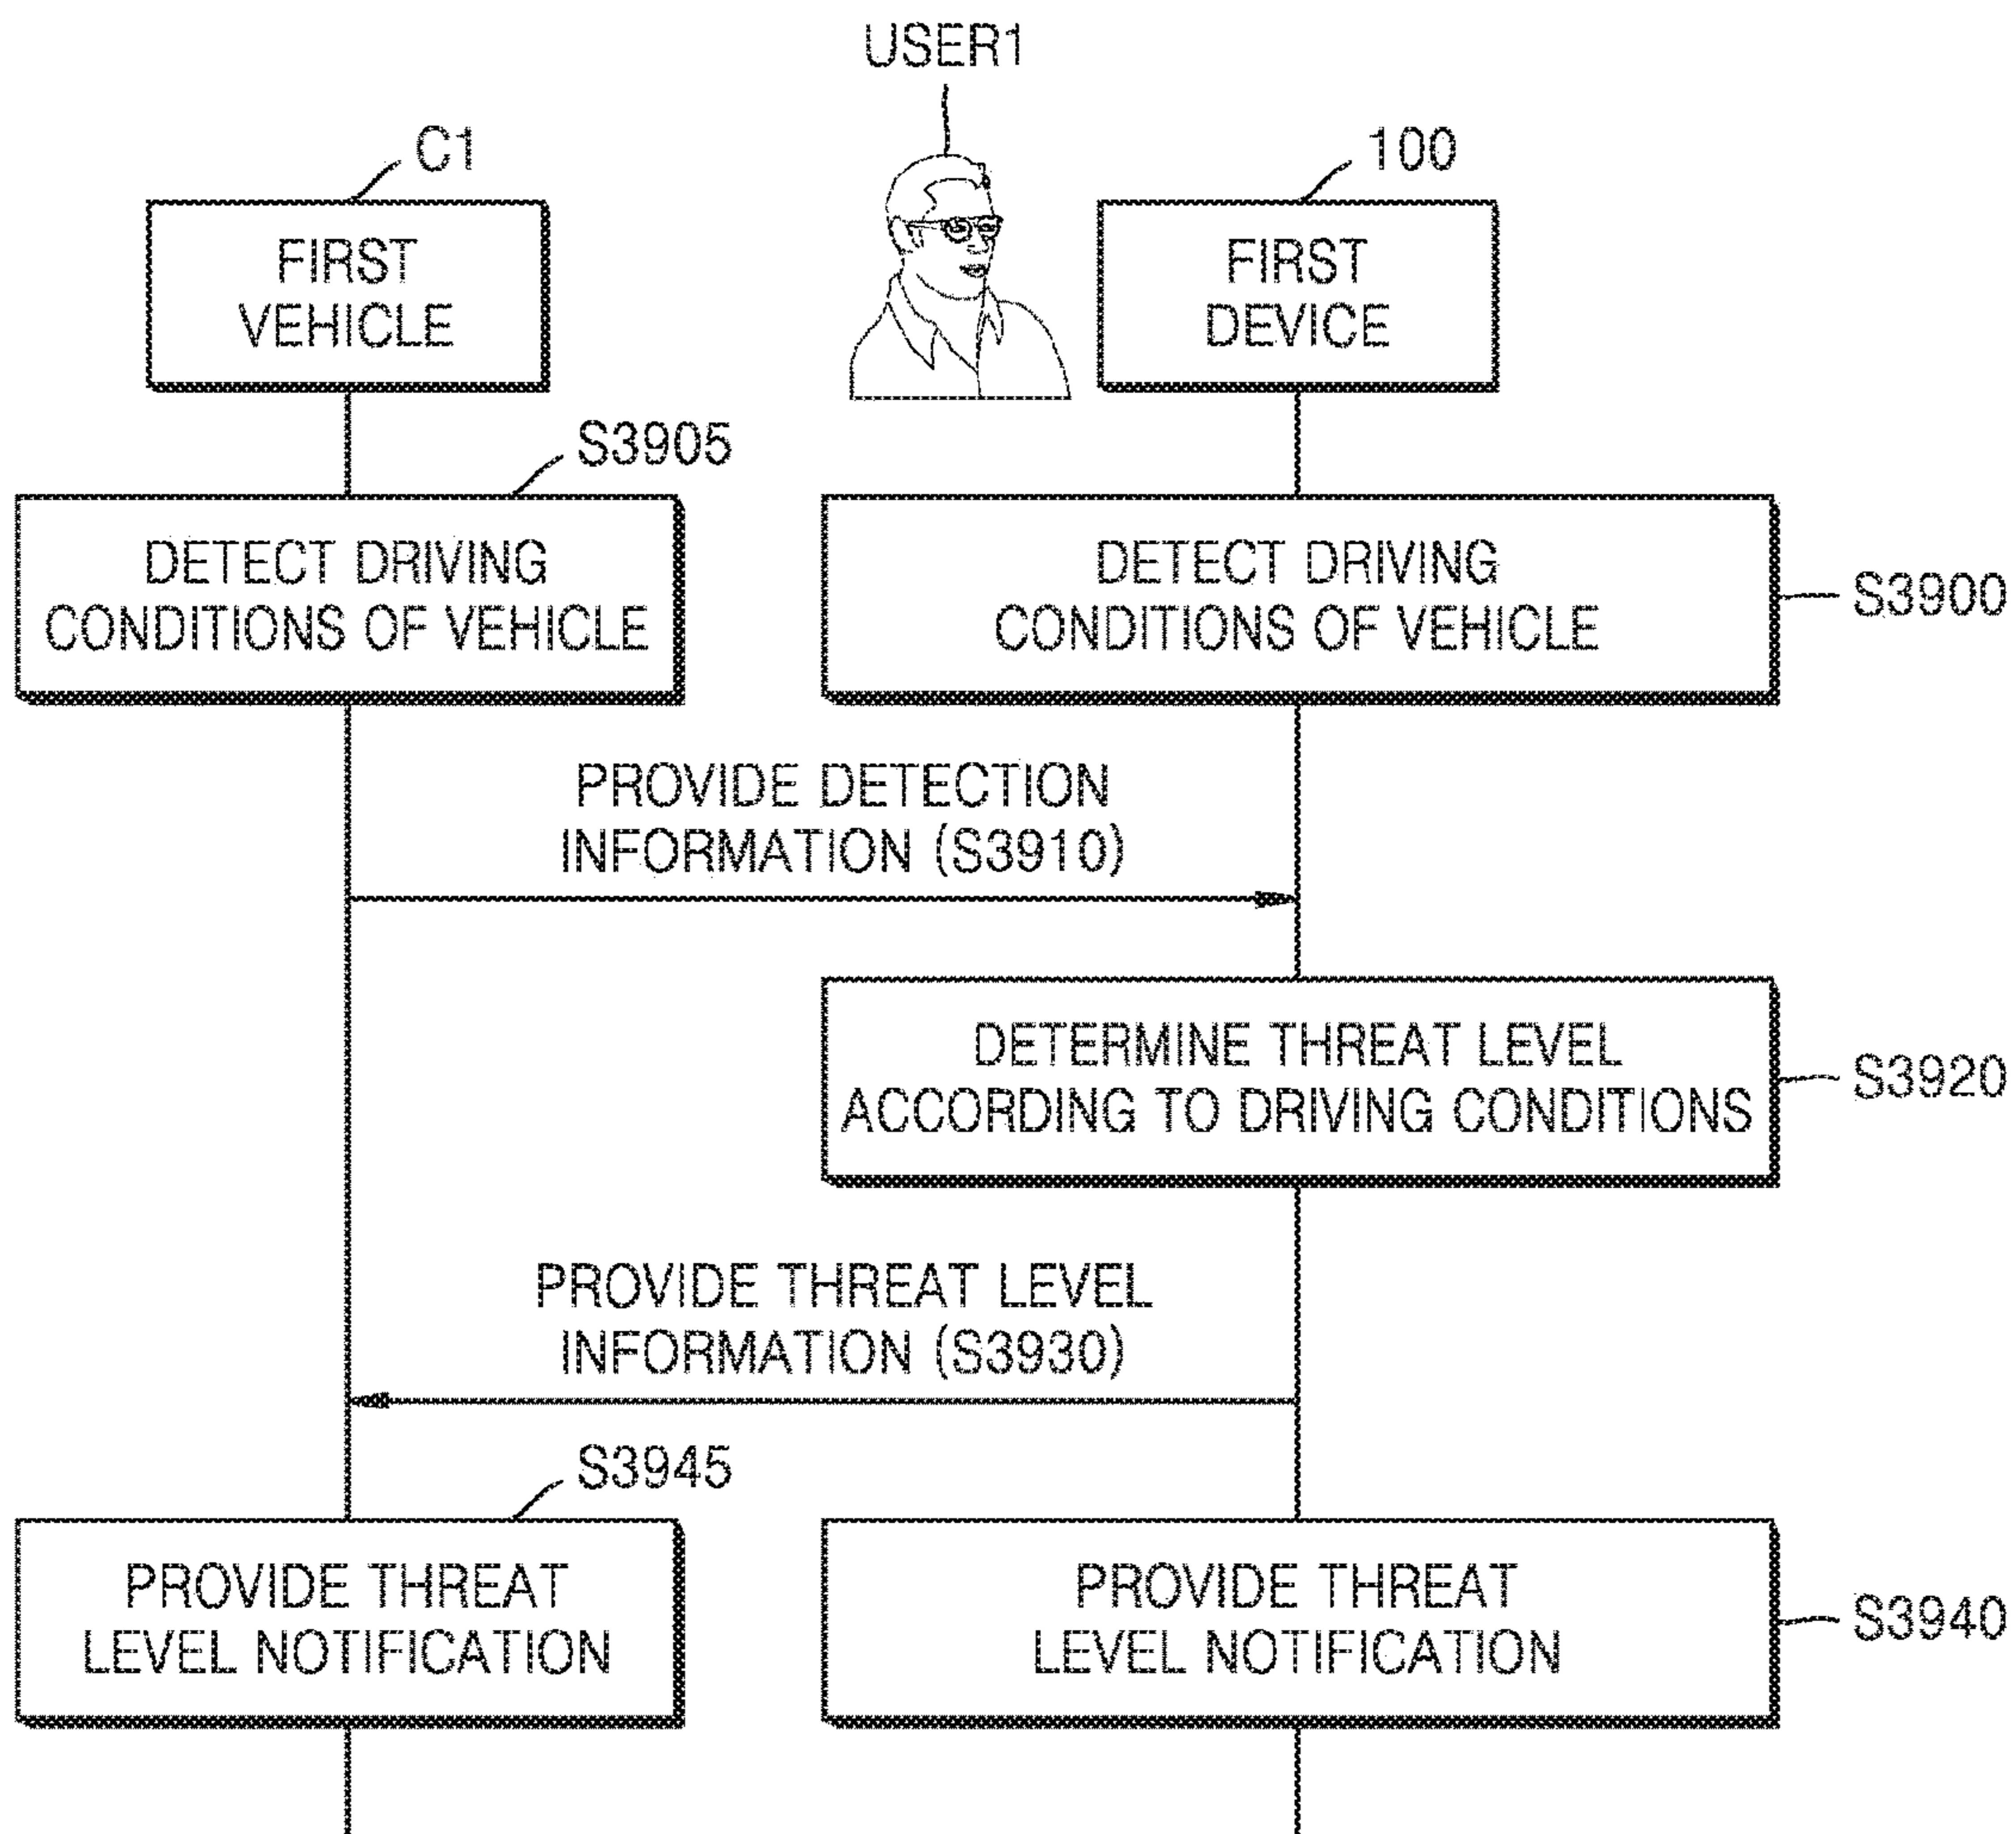 USER1
C1
100
FIRST
VEHICLE
FIRST
DEVICE
S3905
DETECT DRIVING
CONDITIONS OF VEHICLE
DETECT DRIVING
CONDITIONS OF VEHICLE
S3900
PROVIDE DETECTION
INFORMATION (S3910)
DETERMINE THREAT LEVEL
ACCORDING TO DRIVING CONDITIONS
S3920
PROVIDE THREAT LEVEL
INFORMATION (S3930)
S3945
PROVIDE THREAT
LEVEL NOTIFICATION
PROVIDE THREAT
LEVEL NOTIFICATION
S3940